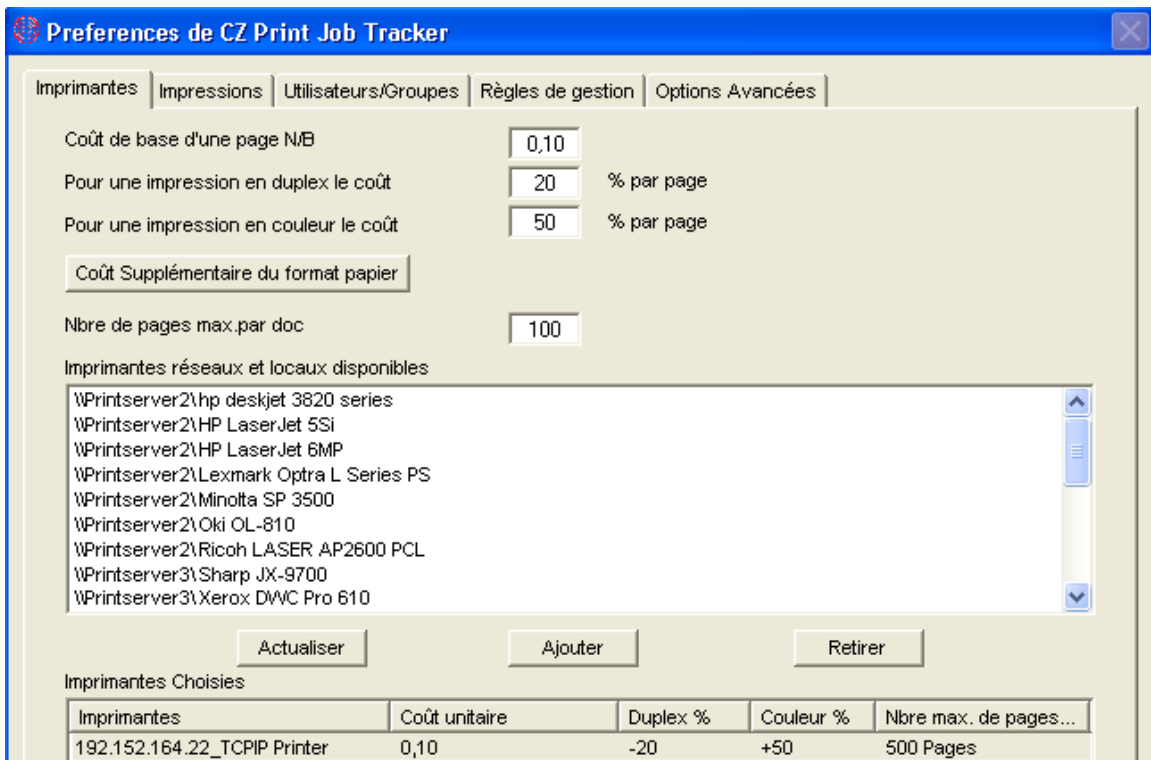 Preferences de CZ Print Job Tracker
Imprimantes Impressions Utilisateurs/Groupes Règles de gestion Options Avancées
Coût de base d'une page N/B 0,10
Pour une impression en duplex le coût 20 % par page
Pour une impression en couleur le coût 50 % par page
Coût Supplémentaire du format papier
Nbre de pages max.par doc 100
Imprimantes réseaux et locaux disponibles
\\Printserver2\hp deskjet 3820 series
\\Printserver2\HP LaserJet 5Si
\\Printserver2\HP LaserJet 6MP
\\Printserver2\Lexmark Optra L Series PS
\\Printserver2\Minolta SP 3500
\\Printserver2\Oki OL-810
\\Printserver2\Ricoh LASER AP2600 PCL
\\Printserver3\Sharp JX-9700
\\Printserver3\Xerox DWC Pro 610
Actualiser Ajouter Retirer
Imprimantes Choisies
Imprimantes Coût unitaire Duplex % Couleur % Nbre max. de pages...
192.152.164.22_TCPIP Printer 0,10 -20 +50 500 Pages